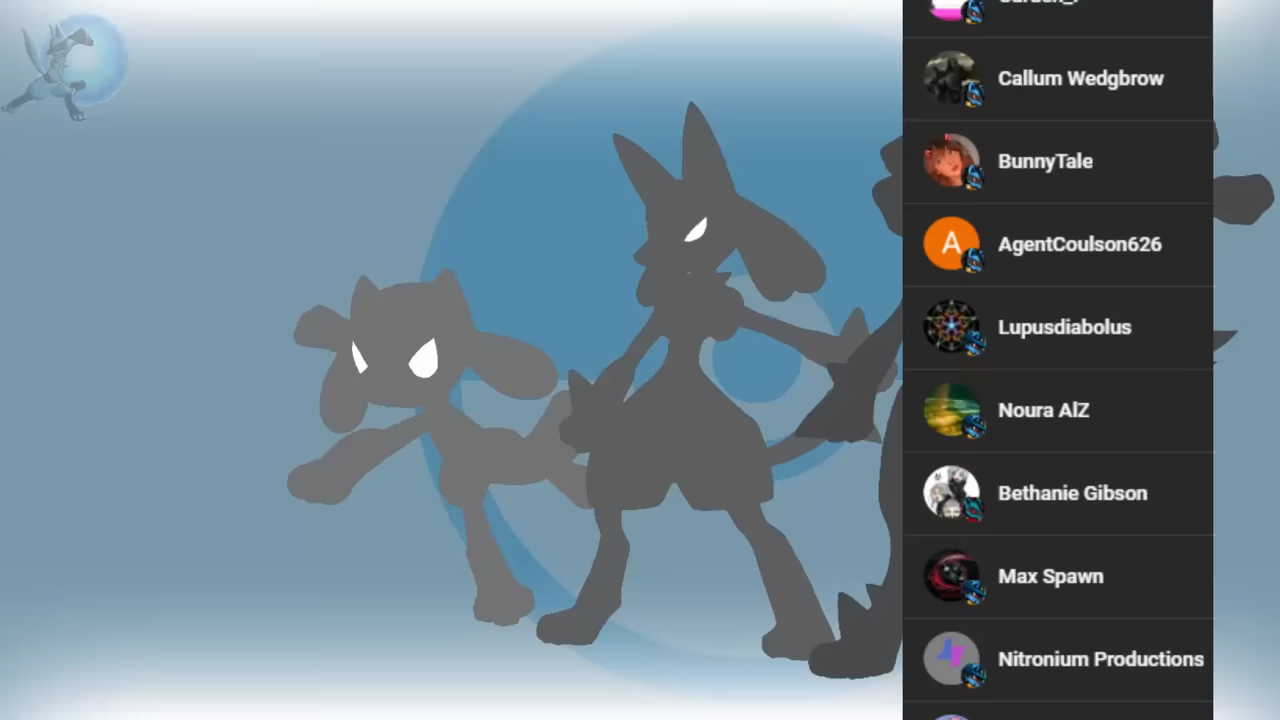 Callum Wedgbrow
BunnyTale
A
AgentCoulson626
Lupusdiabolus
Noura AlZ
Bethanie Gibson
Max Spawn
Nitronium Productions